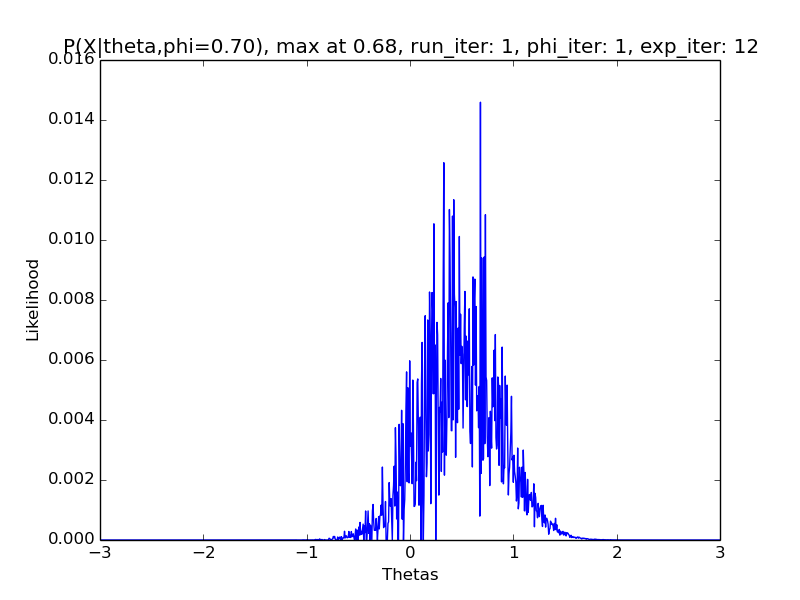 P(X|theta,phi=0.70), max at 0.68, run_iter: 1, phi_iter: 1, exp_iter: 12
0.016
0.014
0.012
0.010
0.008
0.006
0.004
0.002
0.000
Likelihood
−3 −2 −1 0 1 2 3
Thetas